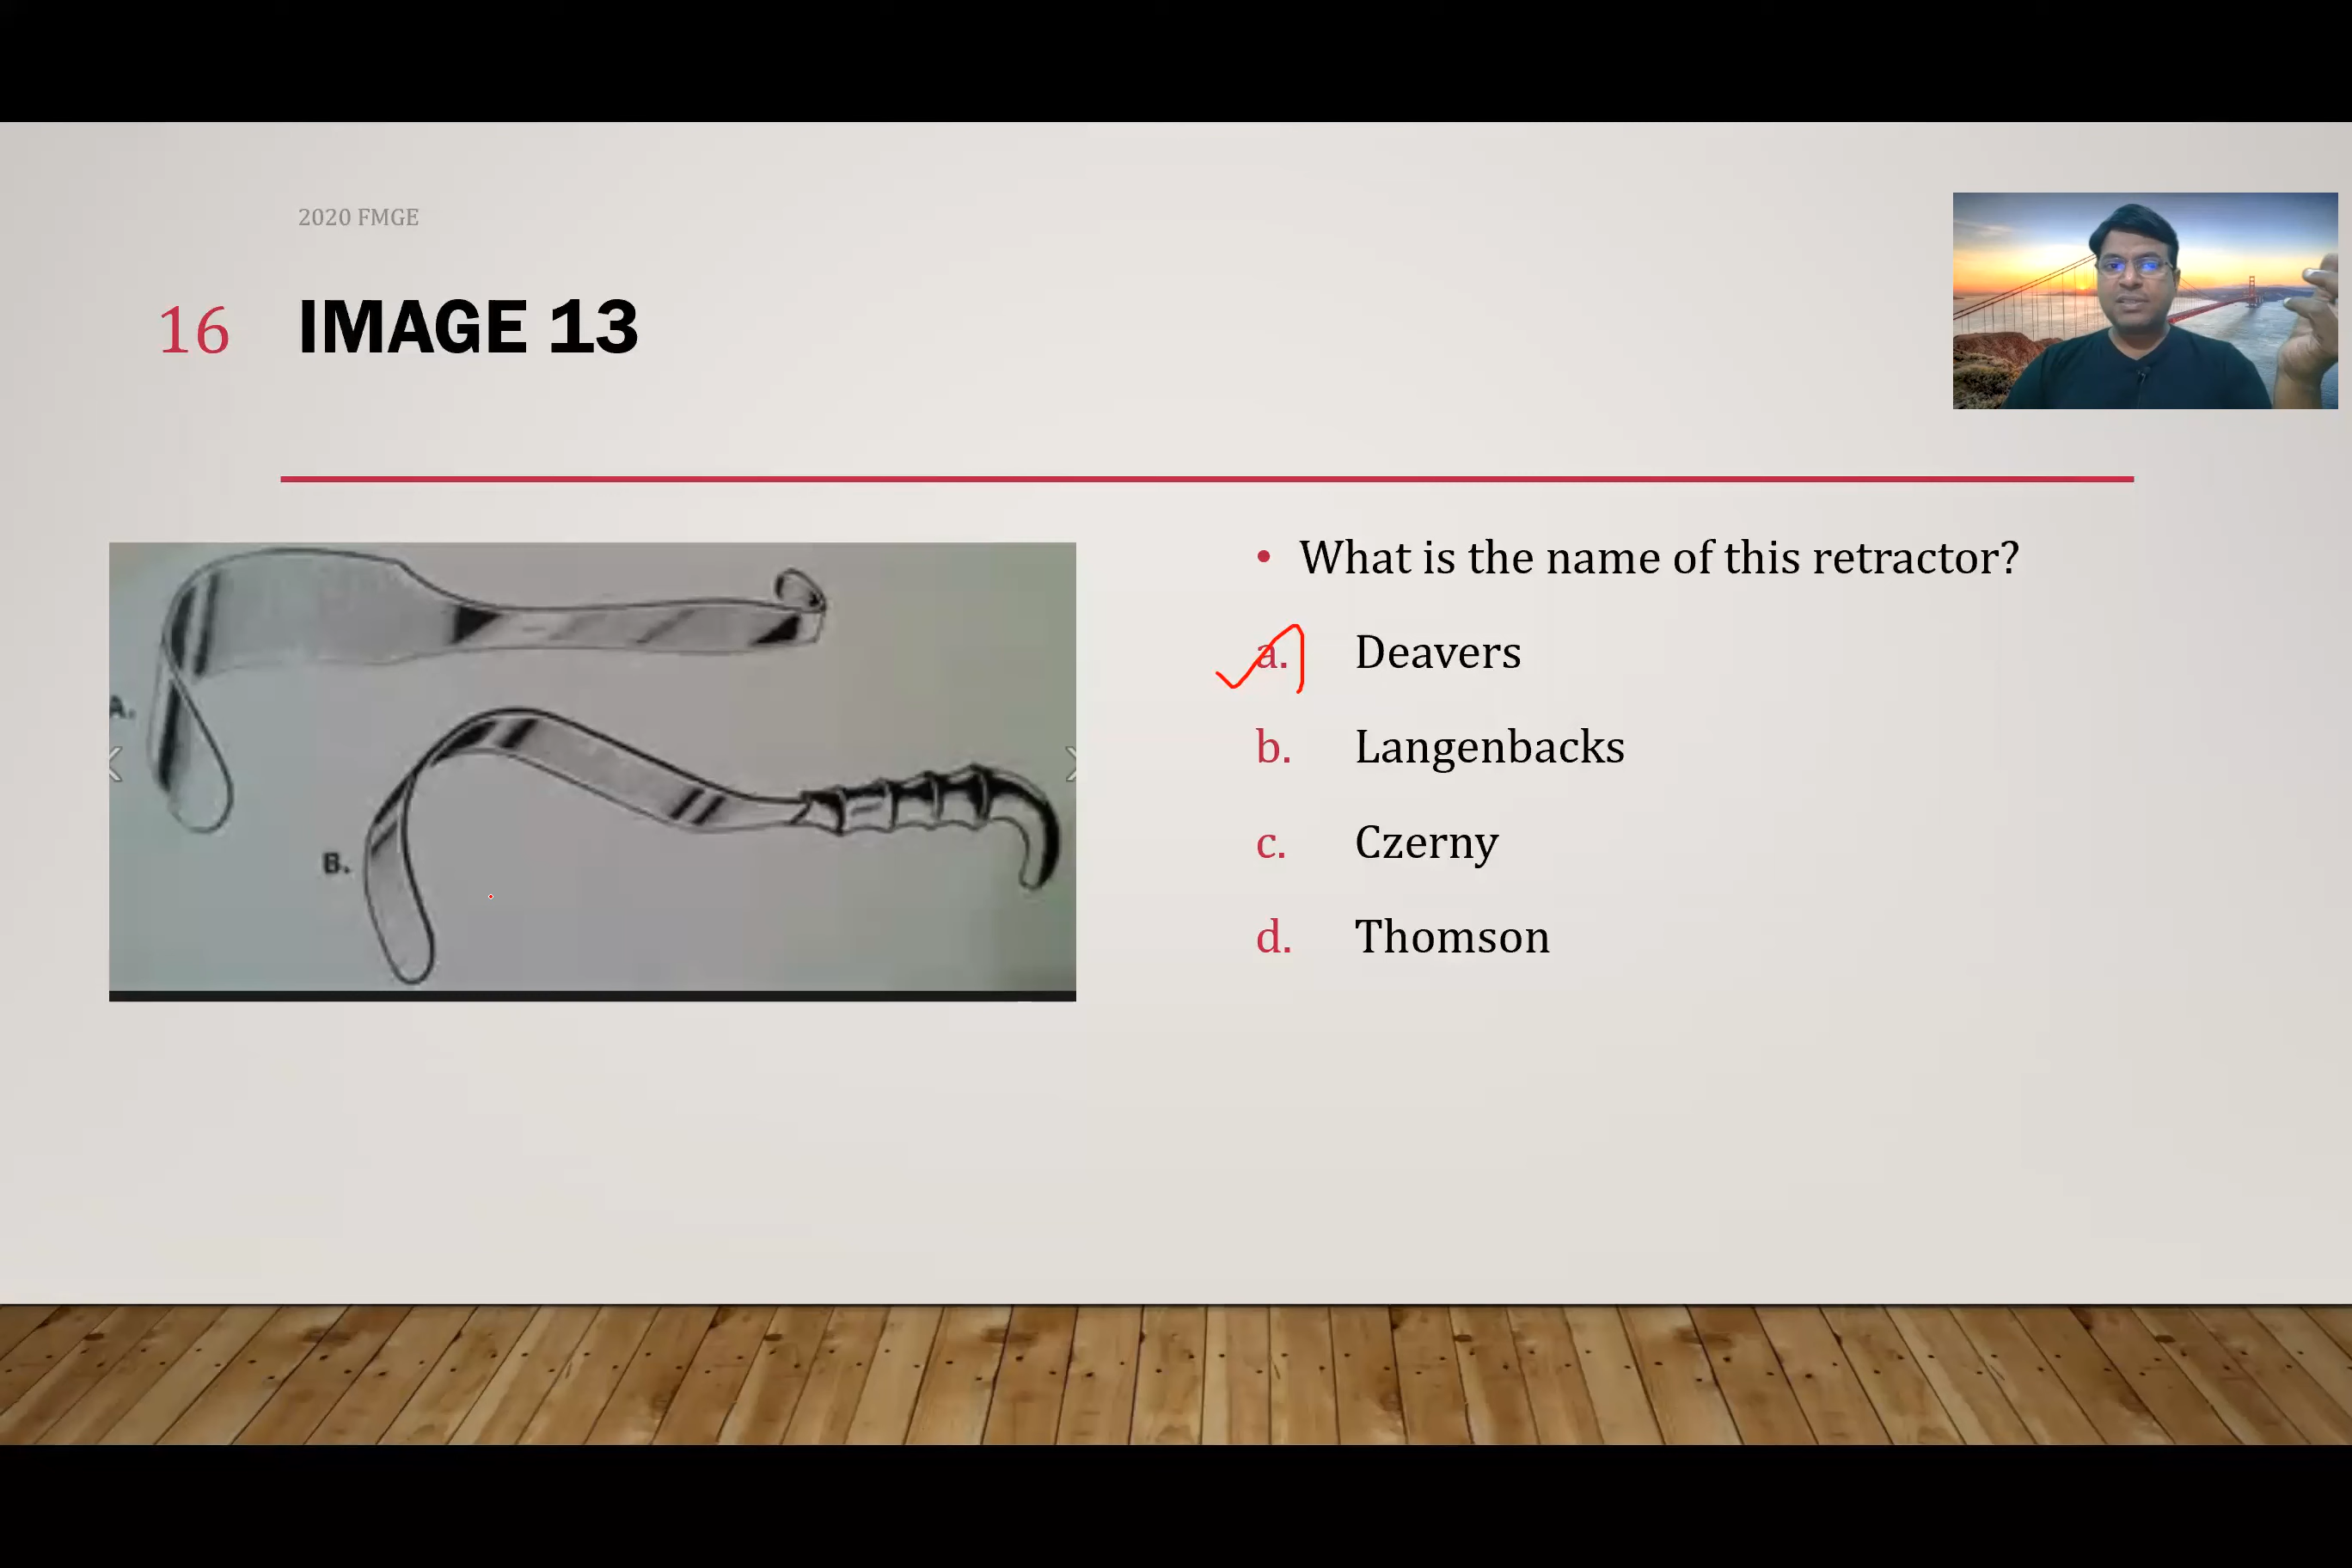 2020 FMGE
16 IMAGE 13
A.
B.
• What is the name of this retractor?
a. Deavers
b. Langenbacks
c. Czerny
d. Thomson